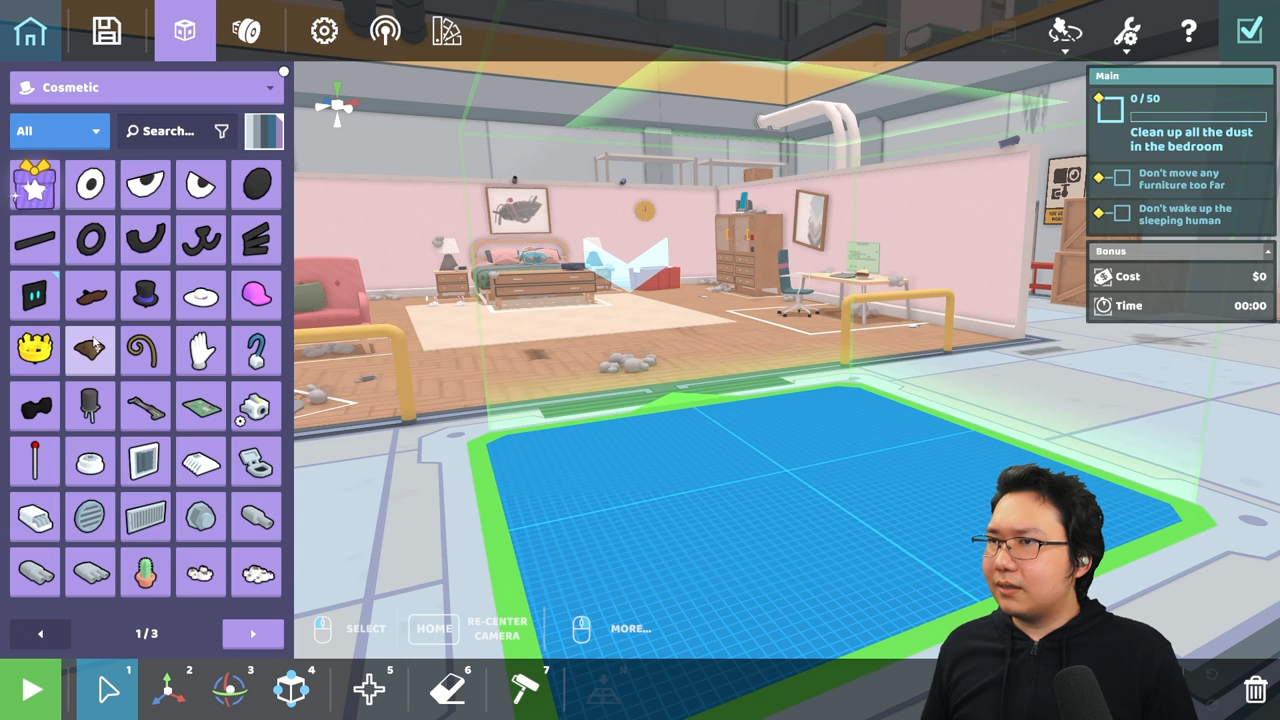 Cosmetic
All
Search...
1/3
SELECT
HOME
RE-CENTER
CAMERA
MORE...
1
2
3
4
5
6
7
Main
0 / 50
Clean up all the dust
in the bedroom
Don't move any
furniture too far
Don't wake up the
sleeping human
Bonus
Cost
$0
Time
00:00